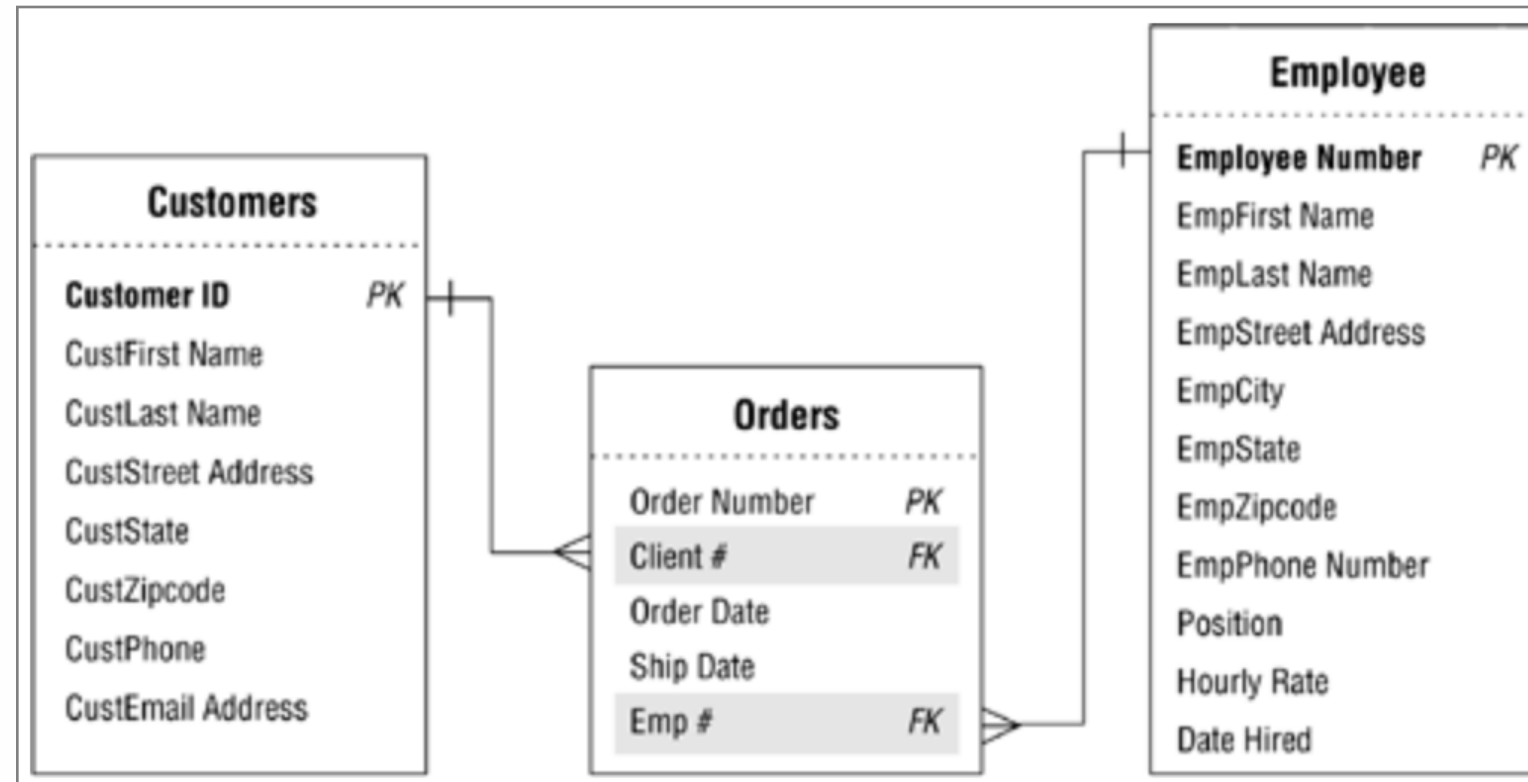 Customers
Customer ID PK
CustFirst Name
CustLast Name
CustStreet Address
CustState
CustZipcode
CustPhone
CustEmail Address
Orders
Order Number PK
Client # FK
Order Date
Ship Date
Emp # FK
Employee
Employee Number PK
EmpFirst Name
EmpLast Name
EmpStreet Address
EmpCity
EmpState
EmpZipcode
EmpPhone Number
Position
Hourly Rate
Date Hired